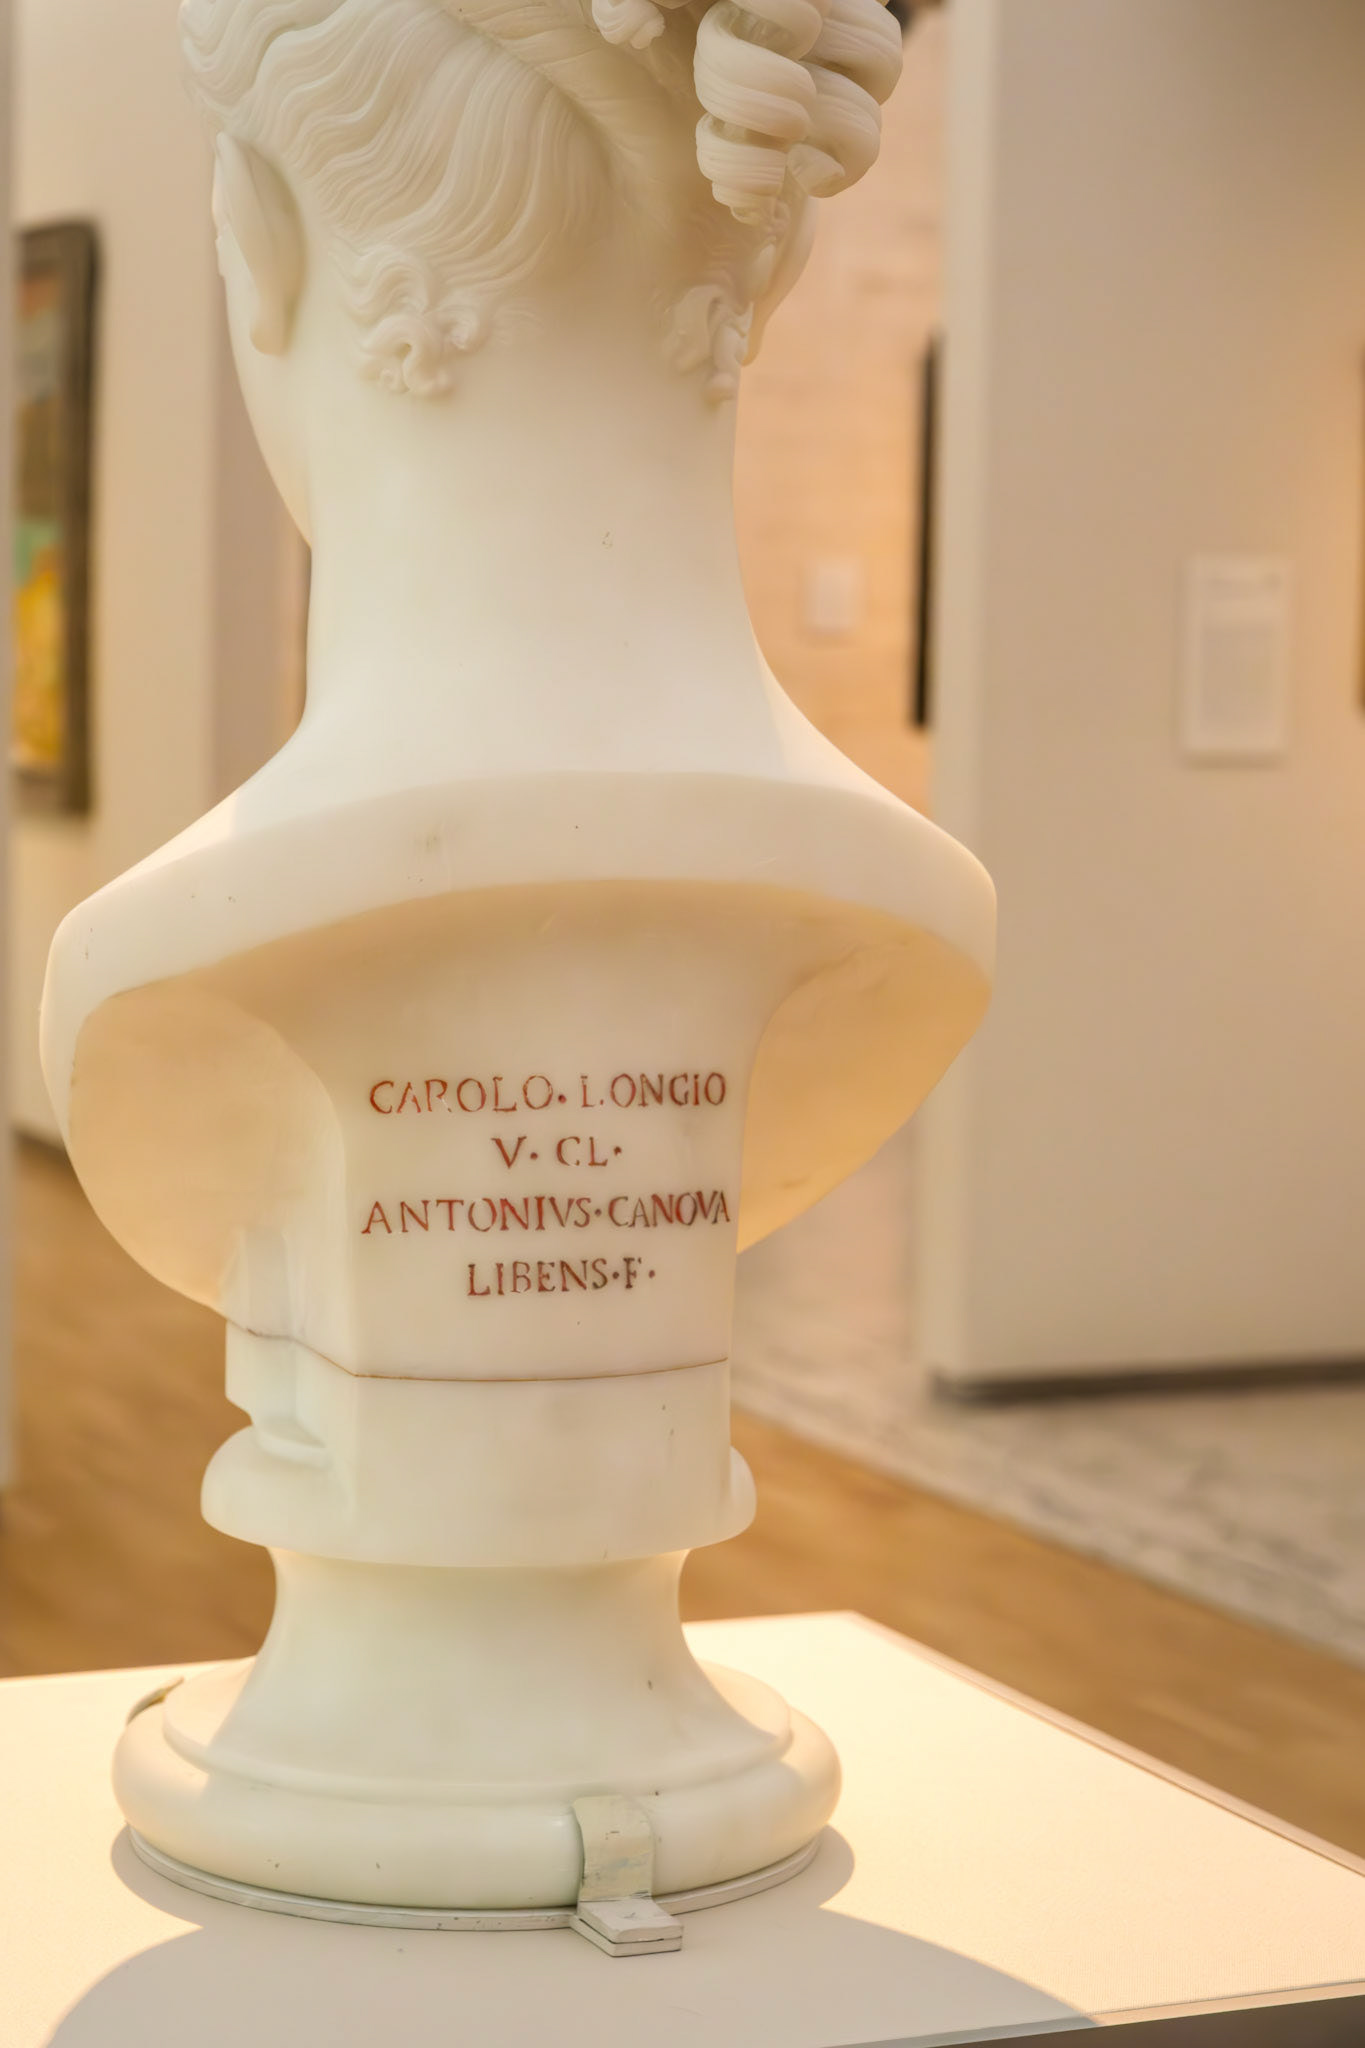 CAROLO. LONGIO
V. CL.
ANTONIVS. CANOVA
LIBENS. F.